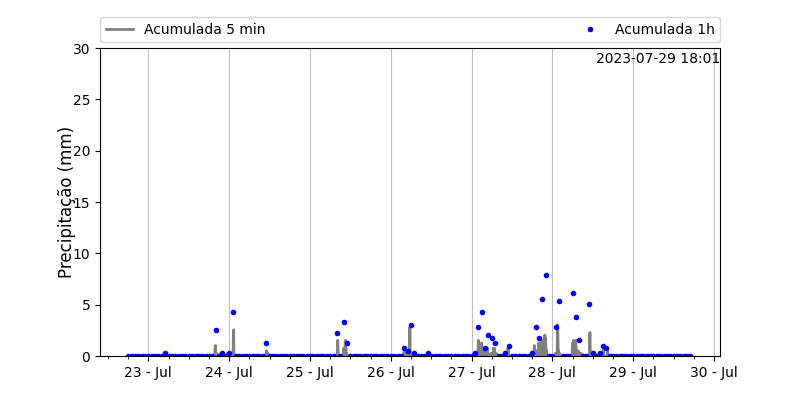 Acumulada 5 min
Acumulada 1h
2023-07-29 18:01
Precipitação (mm)
30
25
20
15
10
5
0
23 - Jul
24 - Jul
25 - Jul
26 - Jul
27 - Jul
28 - Jul
29 - Jul
30 - Jul